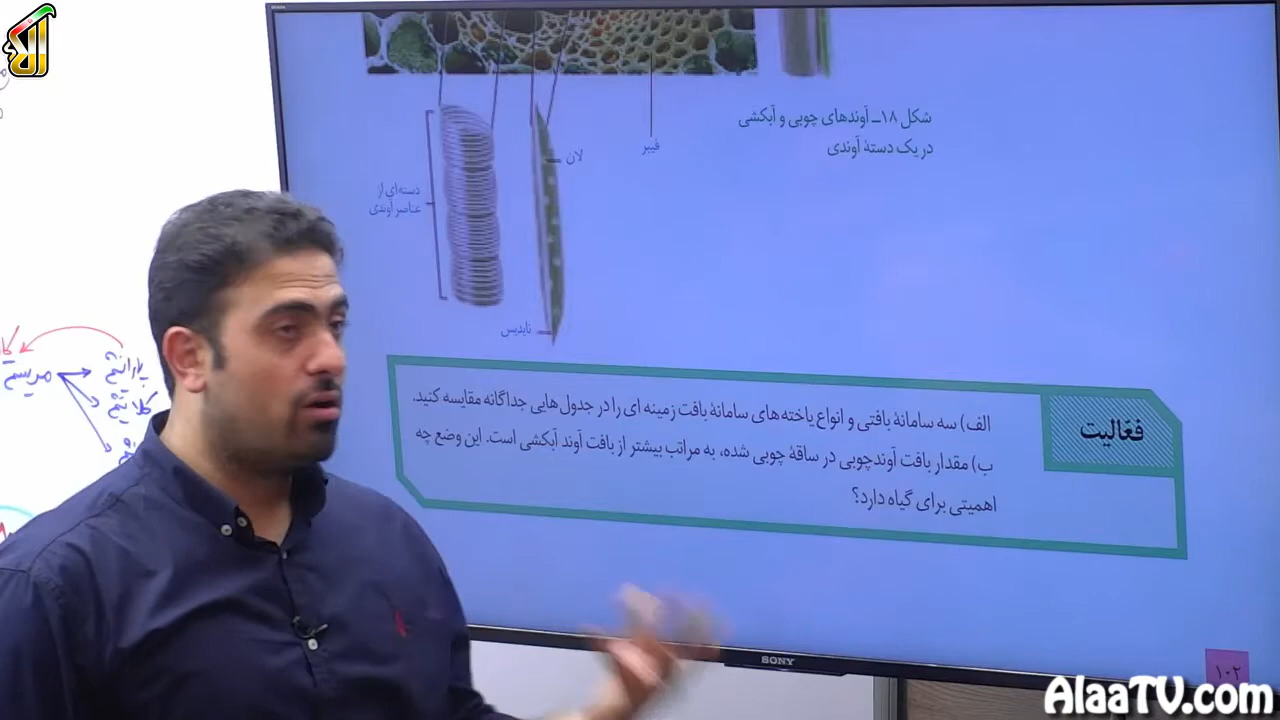 شکل ۱۸ـ آوندهای چوبی و آبکشی
در یک دستهٔ آوندی
فیبر
لان
دسته‌ای از
عناصر آوندی
نایدیس
فعّالیت
الف) سه سامانهٔ بافتی و انواع یاخته‌های سامانهٔ بافت زمینه‌ای را در جدول‌هایی جداگانه مقایسه کنید.
ب) مقدار بافت آوندچوبی در ساقهٔ چوبی شده، به مراتب بیشتر از بافت آوند آبکشی است. این وضع چه
اهمیتی برای گیاه دارد؟
مریستم
پارانشیم
کلانشیم
SONY
۱۰۲
AlaaTV.com